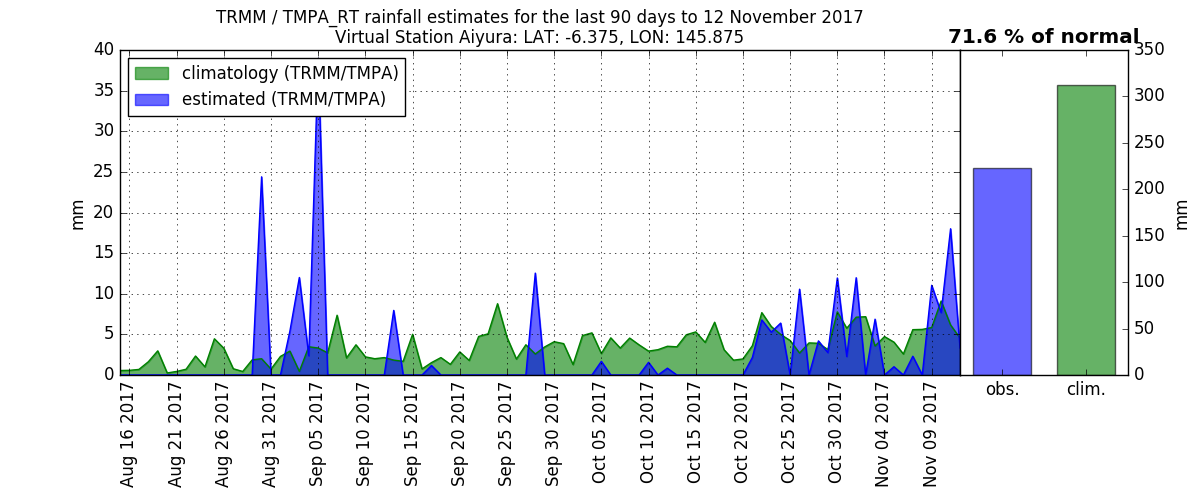 TRMM / TMPA_RT rainfall estimates for the last 90 days to 12 November 2017
Virtual Station Aiyura: LAT: -6.375, LON: 145.875
71.6 % of normal
climatology (TRMM/TMPA)
estimated (TRMM/TMPA)
40
35
30
25
20
15
10
5
0
mm
Aug 16 2017
Aug 21 2017
Aug 26 2017
Aug 31 2017
Sep 05 2017
Sep 10 2017
Sep 15 2017
Sep 20 2017
Sep 25 2017
Sep 30 2017
Oct 05 2017
Oct 10 2017
Oct 15 2017
Oct 20 2017
Oct 25 2017
Oct 30 2017
Nov 04 2017
Nov 09 2017
350
300
250
200
150
100
50
0
mm
obs.
clim.